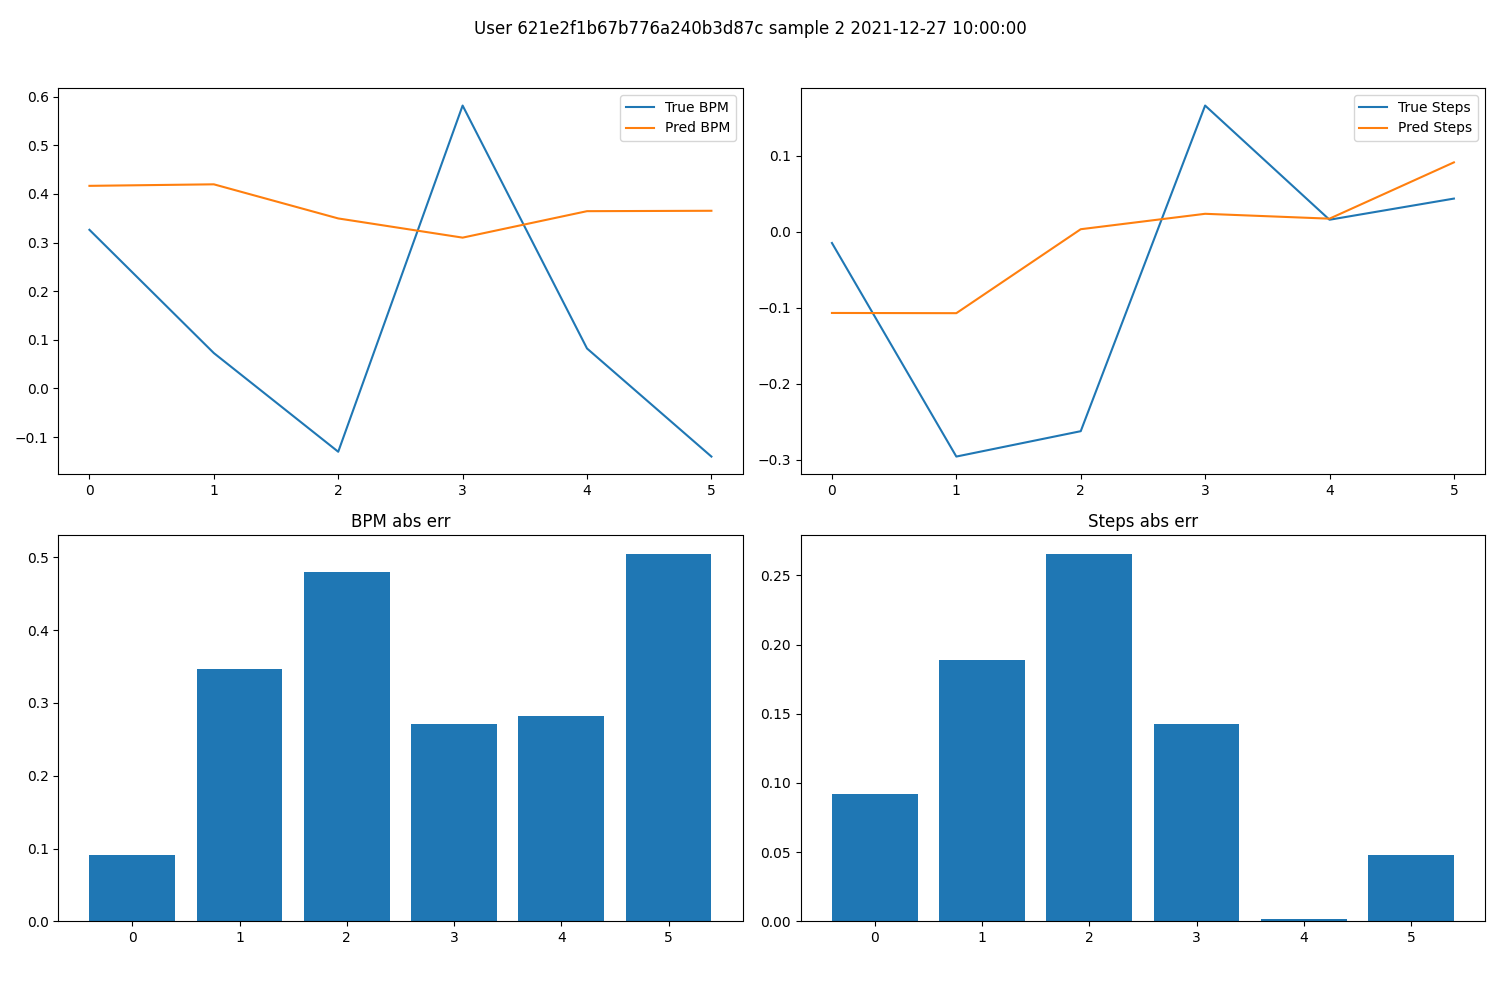 User 621e2f1b67b776a240b3d87c sample 2 2021-12-27 10:00:00
True BPM
Pred BPM
0.6
0.5
0.4
0.3
0.2
0.1
0.0
−0.1
0 1 2 3 4 5
True Steps
Pred Steps
0.1
0.0
−0.1
−0.2
−0.3
0 1 2 3 4 5
BPM abs err
0.5
0.4
0.3
0.2
0.1
0.0
0 1 2 3 4 5
Steps abs err
0.25
0.20
0.15
0.10
0.05
0.00
0 1 2 3 4 5